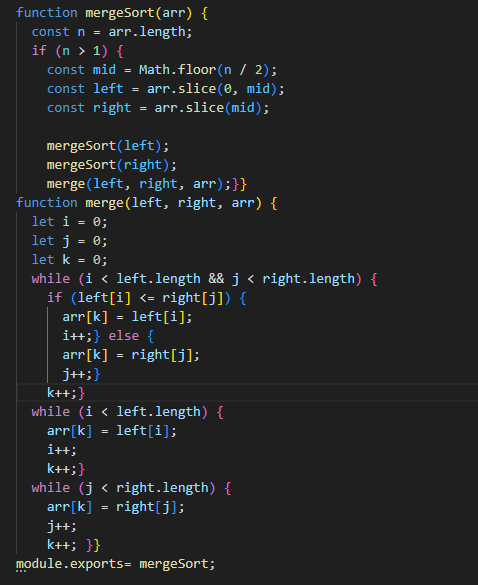 function mergeSort(arr) {
  const n = arr.length;
  if (n > 1) {
    const mid = Math.floor(n / 2);
    const left = arr.slice(0, mid);
    const right = arr.slice(mid);

    mergeSort(left);
    mergeSort(right);
    merge(left, right, arr);}}
function merge(left, right, arr) {
  let i = 0;
  let j = 0;
  let k = 0;
  while (i < left.length && j < right.length) {
    if (left[i] <= right[j]) {
      arr[k] = left[i];
      i++;} else {
      arr[k] = right[j];
      j++;}
    k++;}
  while (i < left.length) {
    arr[k] = left[i];
    i++;
    k++;}
  while (j < right.length) {
    arr[k] = right[j];
    j++;
    k++; }}
module.exports= mergeSort;